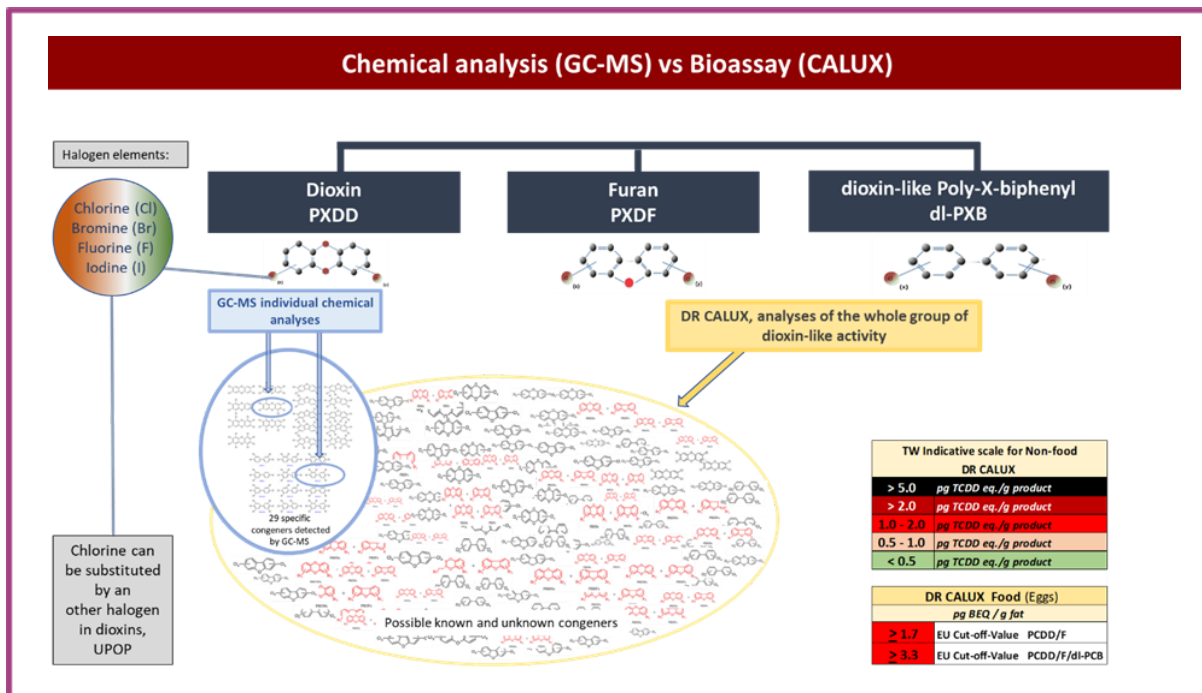 Chemical analysis (GC-MS) vs Bioassay (CALUX)
Halogen elements:
Chlorine (Cl)
Bromine (Br)
Fluorine (F)
Iodine (I)
Dioxin
PXDD
Furan
PXDF
dioxin-like Poly-X-biphenyl
dl-PXB
GC-MS individual chemical
analyses
DR CALUX, analyses of the whole group of
dioxin-like activity
29 specific
congeners detected
by GC-MS
Possible known and unknown congeners
Chlorine can
be substituted
by an
other halogen
in dioxins,
UPOP
TW Indicative scale for Non-food
DR CALUX
> 5.0 pg TCDD eq./g product
> 2.0 pg TCDD eq./g product
1.0 - 2.0 pg TCDD eq./g product
0.5 - 1.0 pg TCDD eq./g product
< 0.5 pg TCDD eq./g product
DR CALUX Food (Eggs)
pg BEQ / g fat
≥ 1.7 EU Cut-off-Value PCDD/F
≥ 3.3 EU Cut-off-Value PCDD/F/dl-PCB